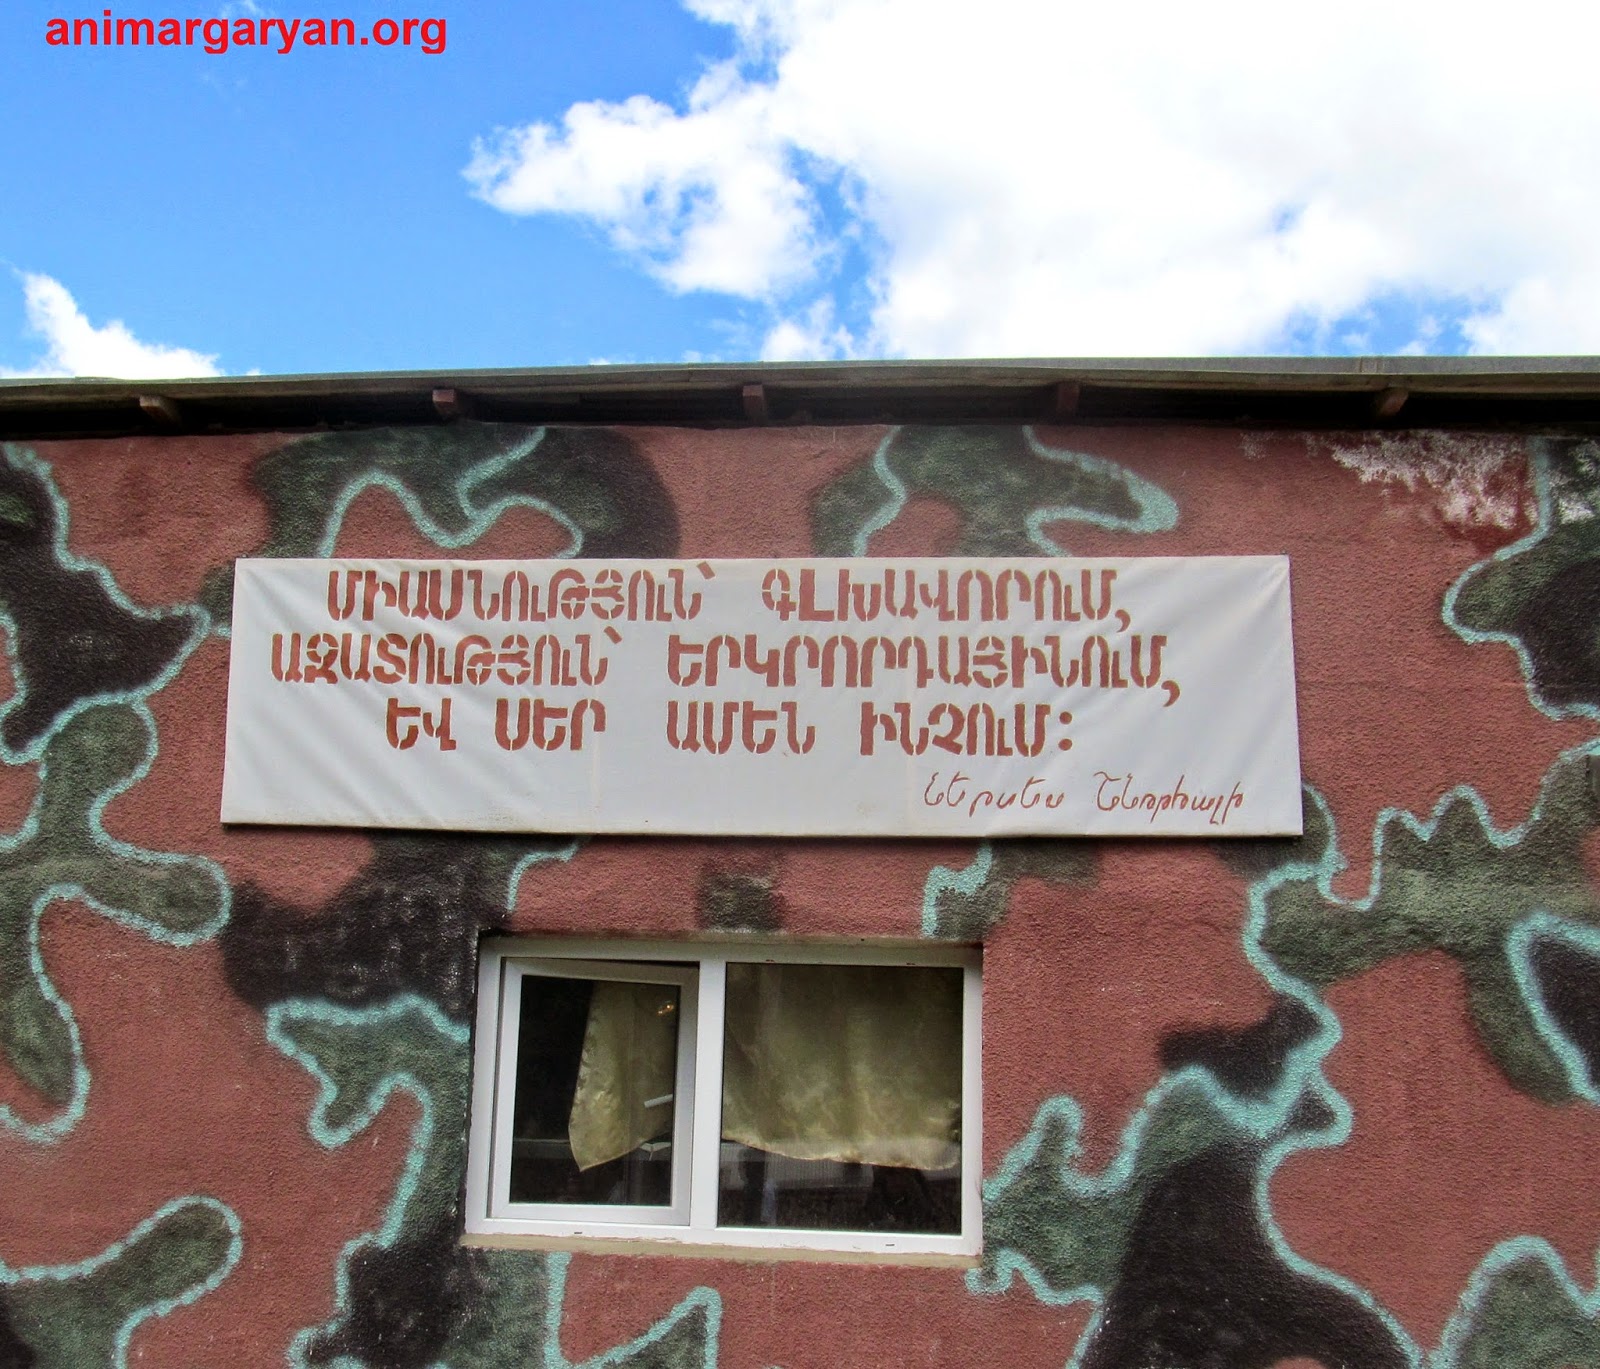 animargaryan.org
ՄԻԱՍՆՈՒԹՅՈՒՆ՝ ԳԼԽԱՎՈՐՈՒՄ,
ԱԶԱՏՈՒԹՅՈՒՆ՝ ԵՐԿՐՈՐԴԱՅԻՆՈՒՄ,
ԵՎ ՍԵՐ ԱՄԵՆ ԻՆՉՈՒՄ:
Ներսես Շնորհալի